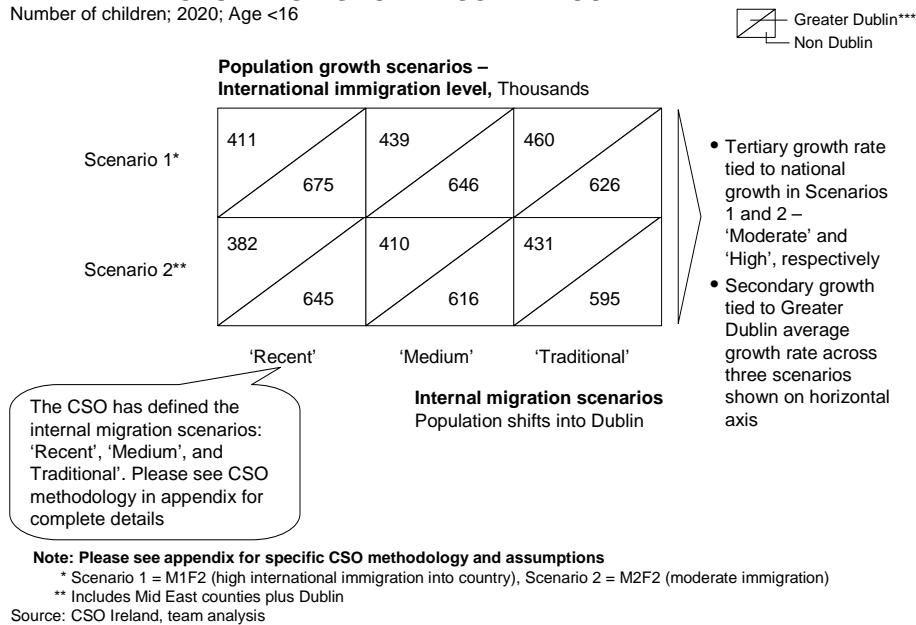 Number of children; 2020; Age <16
Greater Dublin***
Non Dublin
Population growth scenarios –
International immigration level, Thousands
Scenario 1*
411
675
439
646
460
626
Scenario 2**
382
645
410
616
431
595
‘Recent’
‘Medium’
‘Traditional’
Internal migration scenarios
Population shifts into Dublin
• Tertiary growth rate
tied to national
growth in Scenarios
1 and 2 –
‘Moderate’ and
‘High’, respectively
• Secondary growth
tied to Greater
Dublin average
growth rate across
three scenarios
shown on horizontal
axis
The CSO has defined the
internal migration scenarios:
‘Recent’, ‘Medium’, and
Traditional’. Please see CSO
methodology in appendix for
complete details
Note: Please see appendix for specific CSO methodology and assumptions
* Scenario 1 = M1F2 (high international immigration into country), Scenario 2 = M2F2 (moderate immigration)
** Includes Mid East counties plus Dublin
Source: CSO Ireland, team analysis